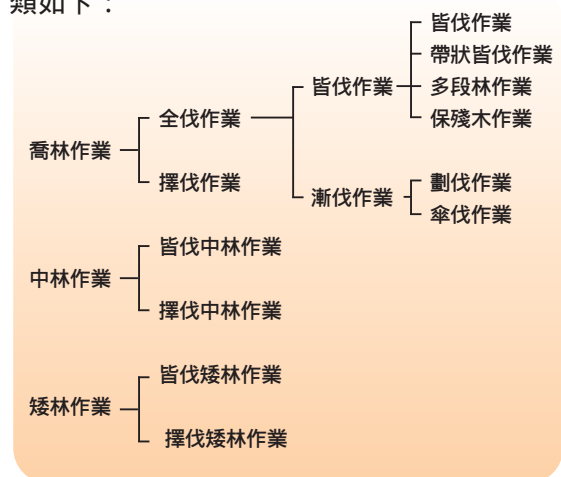 類如下：
皆伐作業
帶狀皆伐作業
皆伐作業
多段林作業
全伐作業
保殘木作業
喬林作業
擇伐作業
漸伐作業
劃伐作業
傘伐作業
皆伐中林作業
中林作業
擇伐中林作業
皆伐矮林作業
矮林作業
擇伐矮林作業